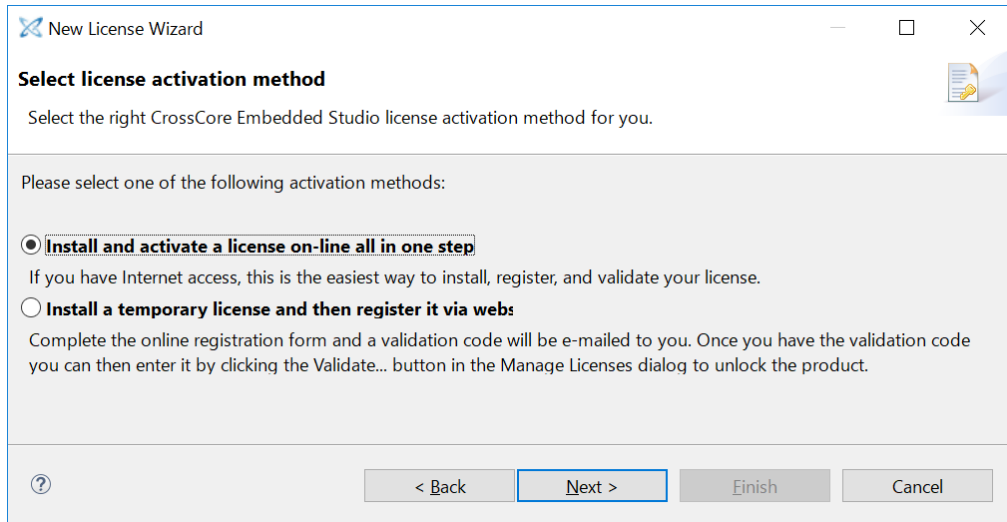 New License Wizard
Select license activation method
Select the right CrossCore Embedded Studio license activation method for you.
Please select one of the following activation methods:
Install and activate a license on-line all in one step
If you have Internet access, this is the easiest way to install, register, and validate your license.
Install a temporary license and then register it via webs
Complete the online registration form and a validation code will be e-mailed to you. Once you have the validation code
you can then enter it by clicking the Validate... button in the Manage Licenses dialog to unlock the product.
? < Back Next > Finish Cancel